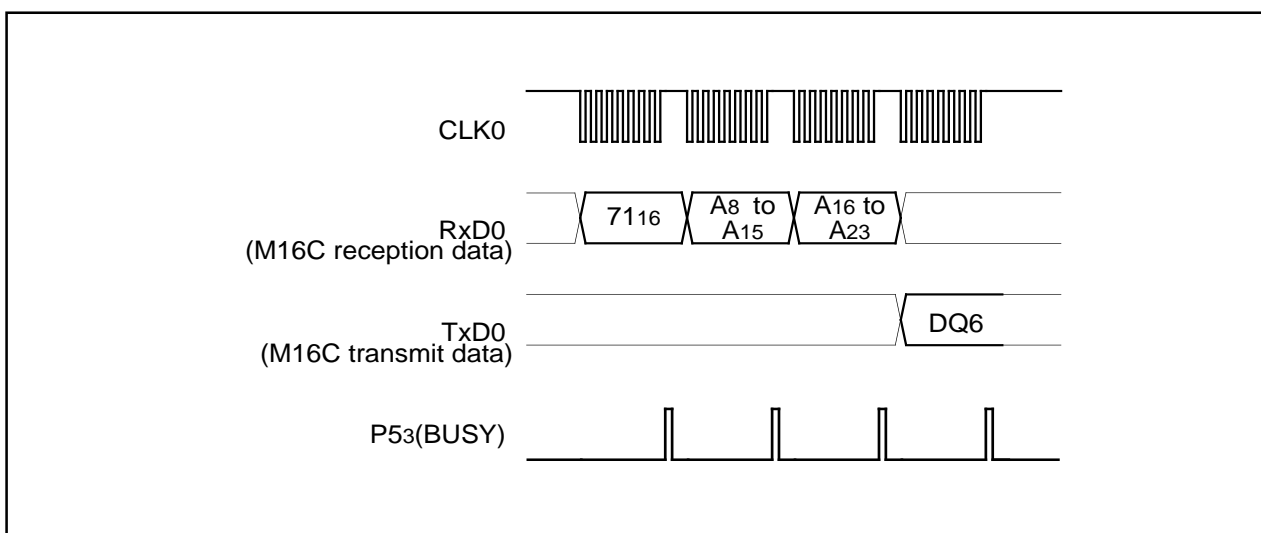 CLK0
RxD0
(M16C reception data)
7116
A8 to
A15
A16 to
A23
TxD0
(M16C transmit data)
DQ6
P53(BUSY)